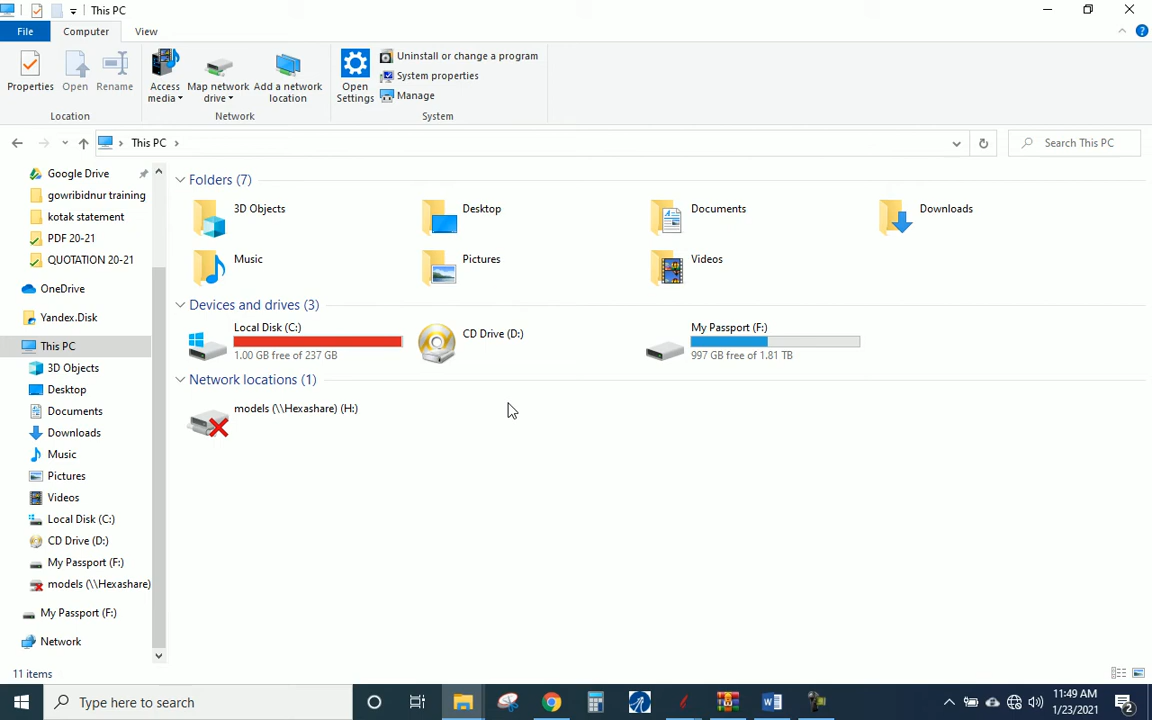 This PC
File
Computer
View
Properties
Open
Rename
Access media
Map network drive
Add a network location
Open Settings
Uninstall or change a program
System properties
Manage
Location
Network
System
This PC
Search This PC
Google Drive
gowribidnur training
kotak statement
PDF 20-21
QUOTATION 20-21
OneDrive
Yandex.Disk
This PC
3D Objects
Desktop
Documents
Downloads
Music
Pictures
Videos
Local Disk (C:)
CD Drive (D:)
My Passport (F:)
models (\\Hexashare)
My Passport (F:)
Network
Folders (7)
3D Objects
Desktop
Documents
Downloads
Music
Pictures
Videos
Devices and drives (3)
Local Disk (C:)
1.00 GB free of 237 GB
CD Drive (D:)
My Passport (F:)
997 GB free of 1.81 TB
Network locations (1)
models (\\Hexashare) (H:)
11 items
Type here to search
11:49 AM
1/23/2021
2